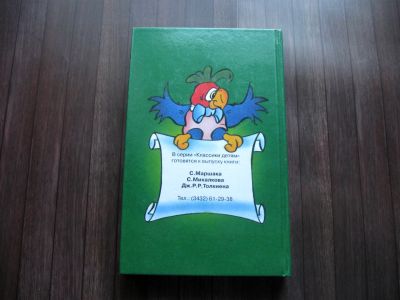 В серии «Классики детям»
готовятся к выпуску книги:
С.Маршака
С.Михалкова
Дж.Р.Р.Толкиена
Тел.: (3432) 61-29-38